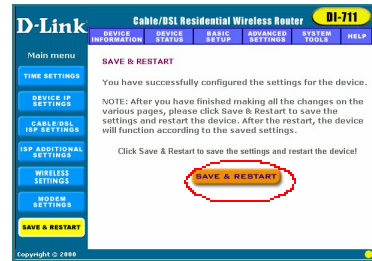 D-Link
Cable/DSL Residential Wireless Router
DI-711
DEVICE INFORMATION
DEVICE STATUS
BASIC SETUP
ADVANCED SETTINGS
SYSTEM TOOLS
HELP
Main menu
TIME SETTINGS
DEVICE IP
SETTINGS
CABLE/DSL
ISP SETTINGS
ISP ADDITIONAL
SETTINGS
WIRELESS
SETTINGS
MODEM
SETTINGS
SAVE & RESTART
Copyright © 2000
SAVE & RESTART
You have successfully configured the settings for the device.
NOTE: After you have finished making all the changes on the
various pages, please click Save & Restart to save the
settings and restart the device. After the restart, the device
will function according to the saved settings.
Click Save & Restart to save the settings and restart the device!
SAVE & RESTART